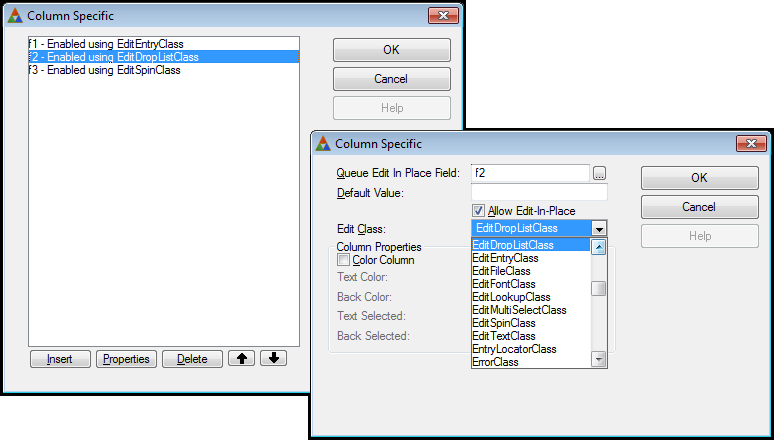 Column Specific
f1 - Enabled using EditEntryClass
f2 - Enabled using EditDropListClass
f3 - Enabled using EditSpinClass
OK
Cancel
Help
Insert
Properties
Delete
Column Specific
Queue Edit In Place Field:
f2
...
Default Value:
Allow Edit-In-Place
Edit Class:
EditDropListClass
EditDropListClass
EditEntryClass
EditFileClass
EditFontClass
EditLookupClass
EditMultiSelectClass
EditSpinClass
EditTextClass
EntryLocatorClass
ErrorClass
Column Properties
Color Column
Text Color:
Back Color:
Text Selected:
Back Selected:
OK
Cancel
Help